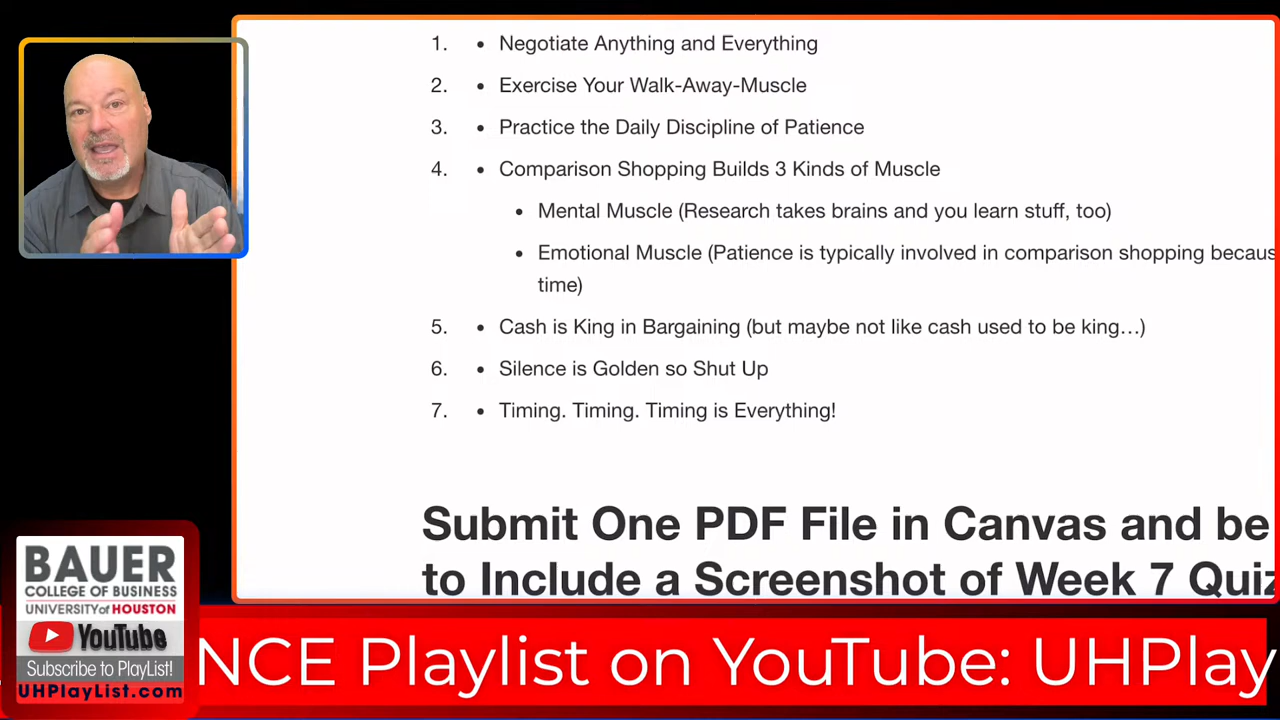 1. • Negotiate Anything and Everything
2. • Exercise Your Walk-Away-Muscle
3. • Practice the Daily Discipline of Patience
4. • Comparison Shopping Builds 3 Kinds of Muscle
• Mental Muscle (Research takes brains and you learn stuff, too)
• Emotional Muscle (Patience is typically involved in comparison shopping becaus
time)
5. • Cash is King in Bargaining (but maybe not like cash used to be king…)
6. • Silence is Golden so Shut Up
7. • Timing. Timing. Timing is Everything!
Submit One PDF File in Canvas and be
to Include a Screenshot of Week 7 Quiz
BAUER
COLLEGE OF BUSINESS
UNIVERSITY of HOUSTON
YouTube
Subscribe to PlayList!
UHPlayList.com
NCE Playlist on YouTube: UHPlay